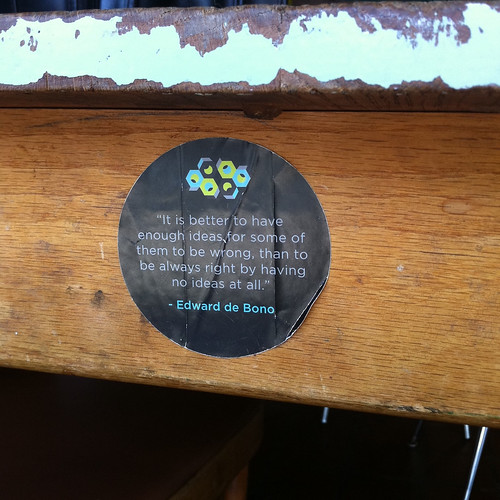 “It is better to have
enough ideas for some of
them to be wrong, than to
be always right by having
no ideas at all.”
- Edward de Bono